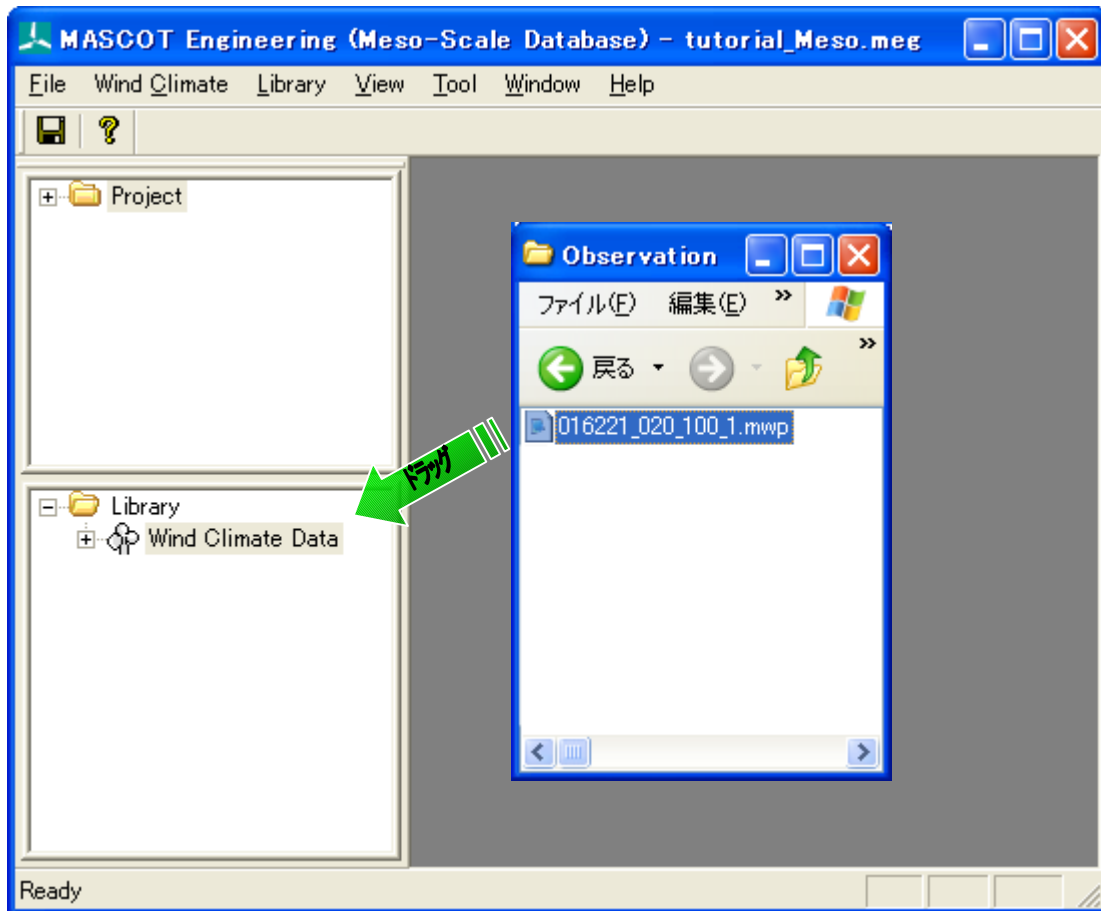 MASCOT Engineering (Meso-Scale Database) - tutorial_Meso.meg
File Wind Climate Library View Tool Window Help
Project
Observation
ファイル(F) 編集(E) »
戻る »
016221_020_100_1.mwp
ドラッグ
Library
Wind Climate Data
Ready